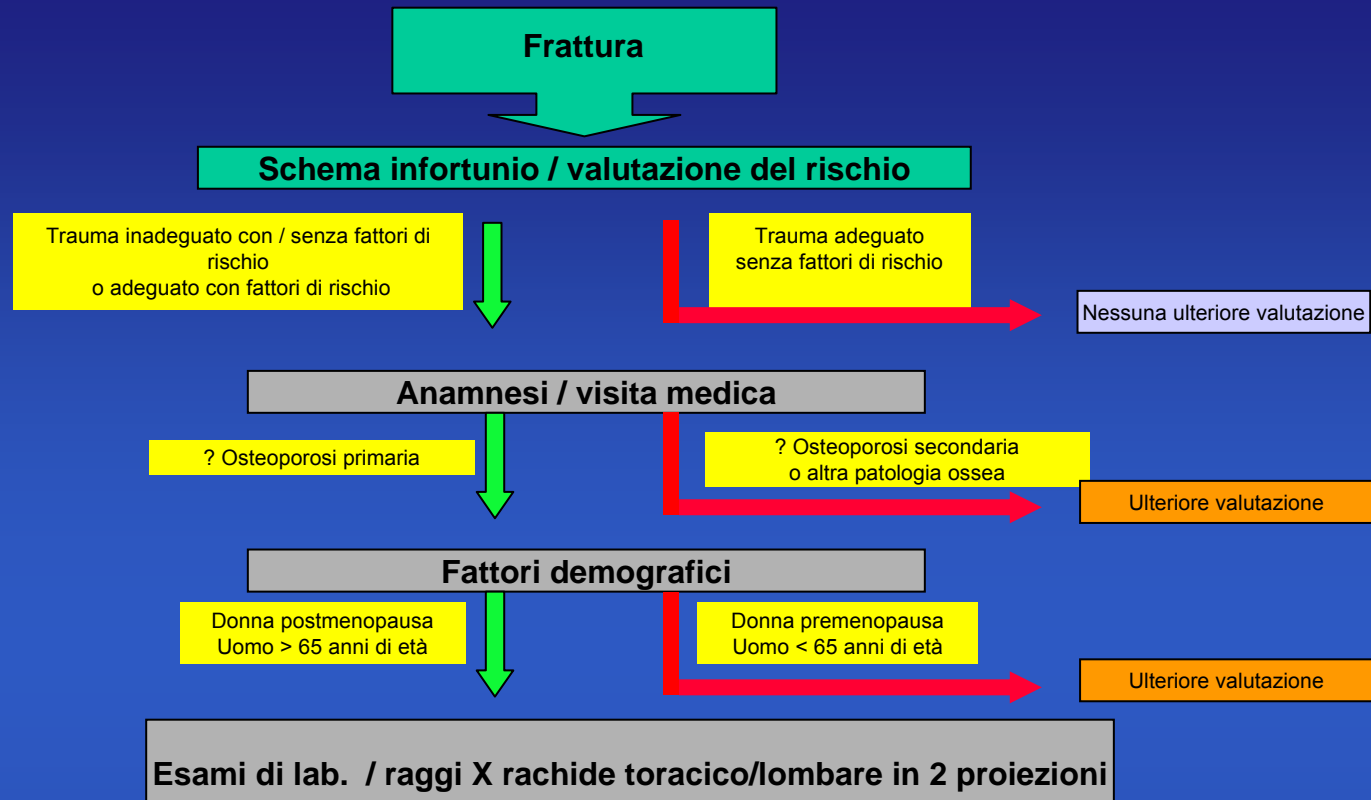 Frattura
Schema infortunio / valutazione del rischio
Trauma inadeguato con / senza fattori di
rischio
o adeguato con fattori di rischio
Trauma adeguato
senza fattori di rischio
Nessuna ulteriore valutazione
Anamnesi / visita medica
? Osteoporosi primaria
? Osteoporosi secondaria
o altra patologia ossea
Ulteriore valutazione
Fattori demografici
Donna postmenopausa
Uomo > 65 anni di età
Donna premenopausa
Uomo < 65 anni di età
Ulteriore valutazione
Esami di lab. / raggi X rachide toracico/lombare in 2 proiezioni